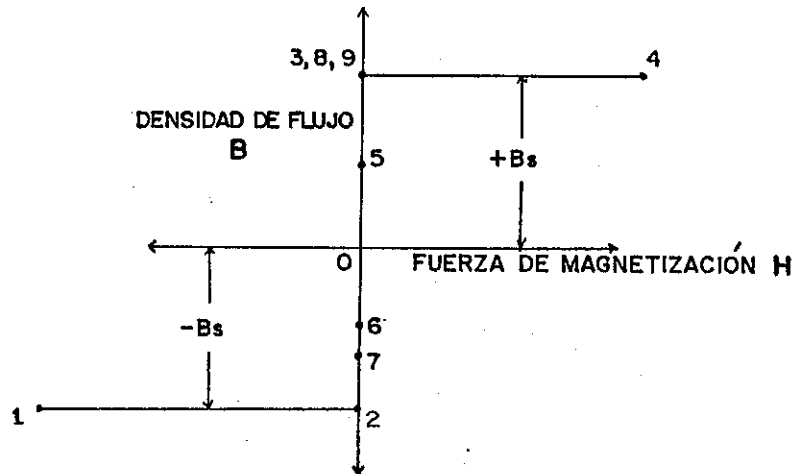 3, 8, 9
4
DENSIDAD DE FLUJO
B
5
+Bs
O
FUERZA DE MAGNETIZACIÓN H
-Bs
6
7
1
2